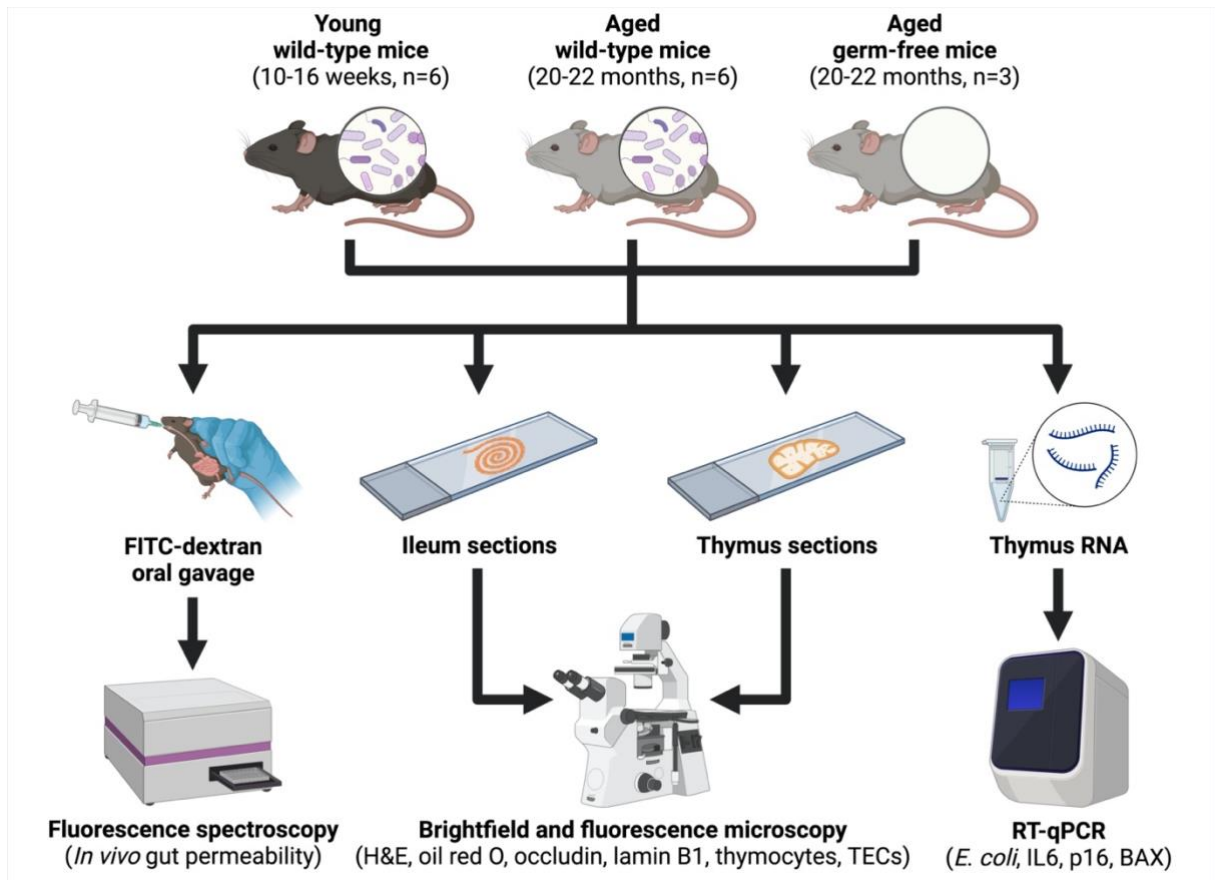 Young
wild-type mice
(10-16 weeks, n=6)
Aged
wild-type mice
(20-22 months, n=6)
Aged
germ-free mice
(20-22 months, n=3)
FITC-dextran
oral gavage
Ileum sections
Thymus sections
Thymus RNA
Fluorescence spectroscopy
(In vivo gut permeability)
Brightfield and fluorescence microscopy
(H&E, oil red O, occludin, lamin B1, thymocytes, TECs)
RT-qPCR
(E. coli, IL6, p16, BAX)